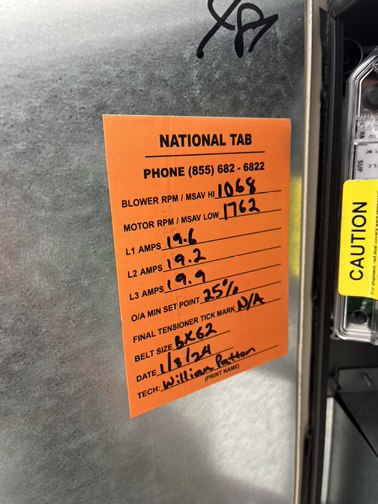 NATIONAL TAB
PHONE (855) 682 - 6822
BLOWER RPM / MSAV HI 1068
MOTOR RPM / MSAV LOW 1762
L1 AMPS 19.6
L2 AMPS 19.2
L3 AMPS 19.9
O/A MIN SET POINT 25%
FINAL TENSIONER TICK MARK N/A
BELT SIZE BX62
DATE 1/8/24
TECH: William Patton
(PRINT NAME)
CAUTION